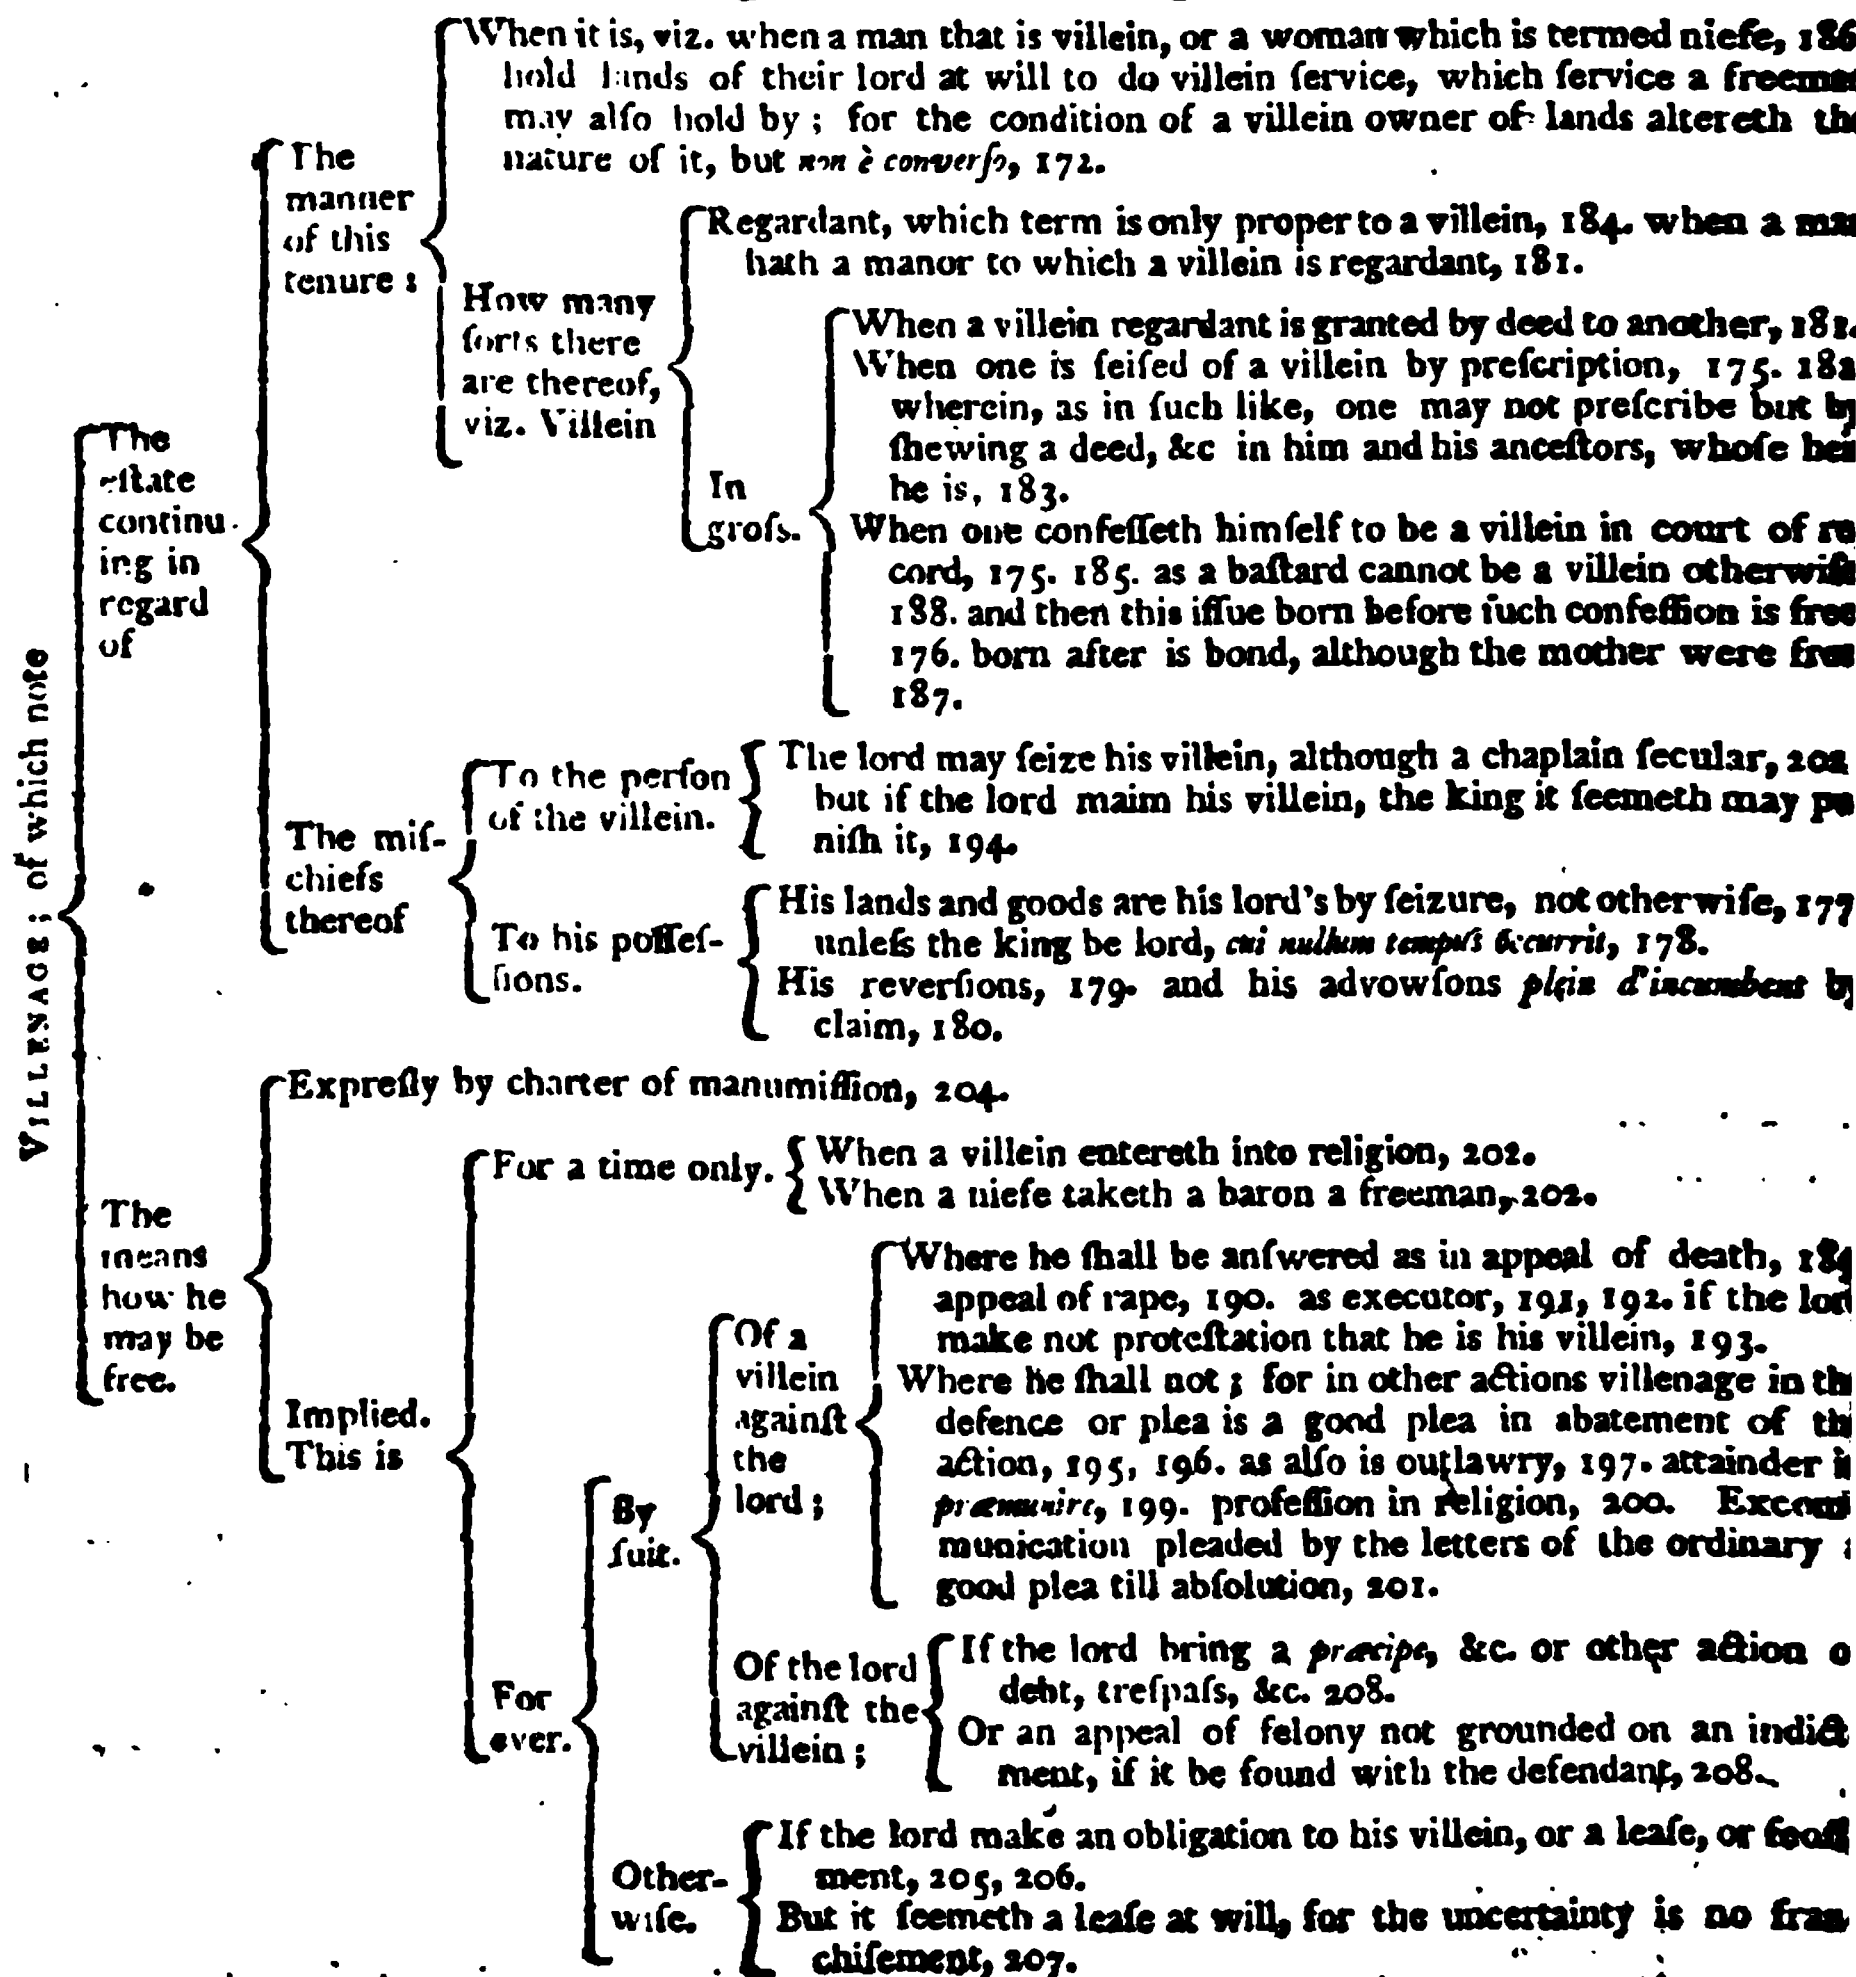 VILLENAGE; of which note
The
eſtate
continu-
ing in
regard
of
The
manner
of this
tenure:
When it is, viz. when a man that is villein, or a woman which is termed niefe, 186
hold lands of their lord at will to do villein ſervice, which ſervice a freeman
may alſo hold by; for the condition of a villein owner of lands altereth the
nature of it, but non è converſo, 172.
How many
ſorts there
are thereof,
viz. Villein
Regardant, which term is only proper to a villein, 184. when a man
hath a manor to which a villein is regardant, 181.
In
groſs.
When a villein regardant is granted by deed to another, 181.
When one is ſeiſed of a villein by preſcription, 175. 182
wherein, as in ſuch like, one may not preſcribe but by
ſhewing a deed, &c in him and his anceſtors, whoſe hei
he is, 183.
When one confeſſeth himſelf to be a villein in court of re
cord, 175. 185. as a baſtard cannot be a villein otherwiſe
188. and then this iſſue born before ſuch confeſſion is free
176. born after is bond, although the mother were free
187.
The miſ-
chiefs
thereof
To the perſon
of the villein.
The lord may ſeize his villein, although a chaplain ſecular, 202
but if the lord maim his villein, the king it ſeemeth may pu
niſh it, 194.
To his poſſeſ-
ſions.
His lands and goods are his lord's by ſeizure, not otherwiſe, 177
unleſs the king be lord, cui nullum tempus occurrit, 178.
His reverſions, 179. and his advowſons plein d'incumbent by
claim, 180.
The
means
how he
may be
free.
Expreſly by charter of manumiſſion, 204.
Implied.
This is
For a time only.
When a villein entereth into religion, 202.
When a niefe taketh a baron a freeman, 202.
For
ever.
By
ſuit.
Of a
villein
againſt
the
lord;
Where he ſhall be anſwered as in appeal of death, 189
appeal of rape, 190. as executor, 191, 192. if the lord
make not proteſtation that he is his villein, 193.
Where he ſhall not; for in other actions villenage in th
defence or plea is a good plea in abatement of th
action, 195, 196. as alſo is outlawry, 197. attainder i
præmunire, 199. profeſſion in religion, 200. Excom
munication pleaded by the letters of the ordinary
good plea till abſolution, 201.
Of the lord
againſt the
villein;
If the lord bring a præcipe, &c. or other action o
debt, treſpaſs, &c. 208.
Or an appeal of felony not grounded on an indict
ment, if it be found with the defendant, 208.
Other-
wiſe.
If the lord make an obligation to his villein, or a leaſe, or feoff
ment, 205, 206.
But it ſeemeth a leaſe at will, for the uncertainty is no fran
chiſement, 207.